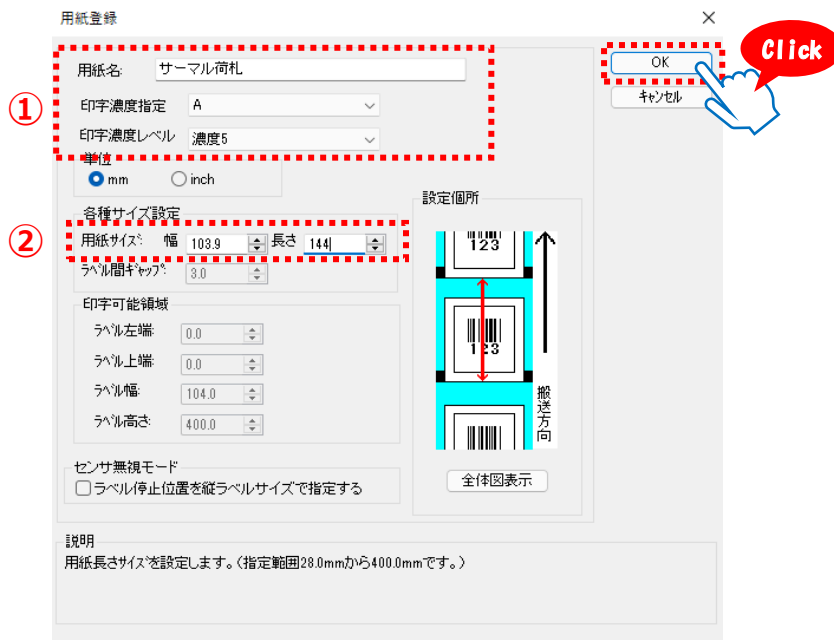 用紙登録
①
用紙名: サーマル荷札
印字濃度指定 A
印字濃度レベル 濃度5
OK
Click
キャンセル
単位
mm inch
各種サイズ設定
②
用紙サイズ: 幅 103.9 長さ 144
ラベル間ギャップ: 3.0
印字可能領域
ラベル左端: 0.0
ラベル上端: 0.0
ラベル幅: 104.0
ラベル高さ: 400.0
センサ無視モード
ラベル停止位置を縦ラベルサイズで指定する
設定個所
123
123
搬送方向
全体図表示
説明
用紙長さサイズを設定します。(指定範囲28.0mmから400.0mmです。)